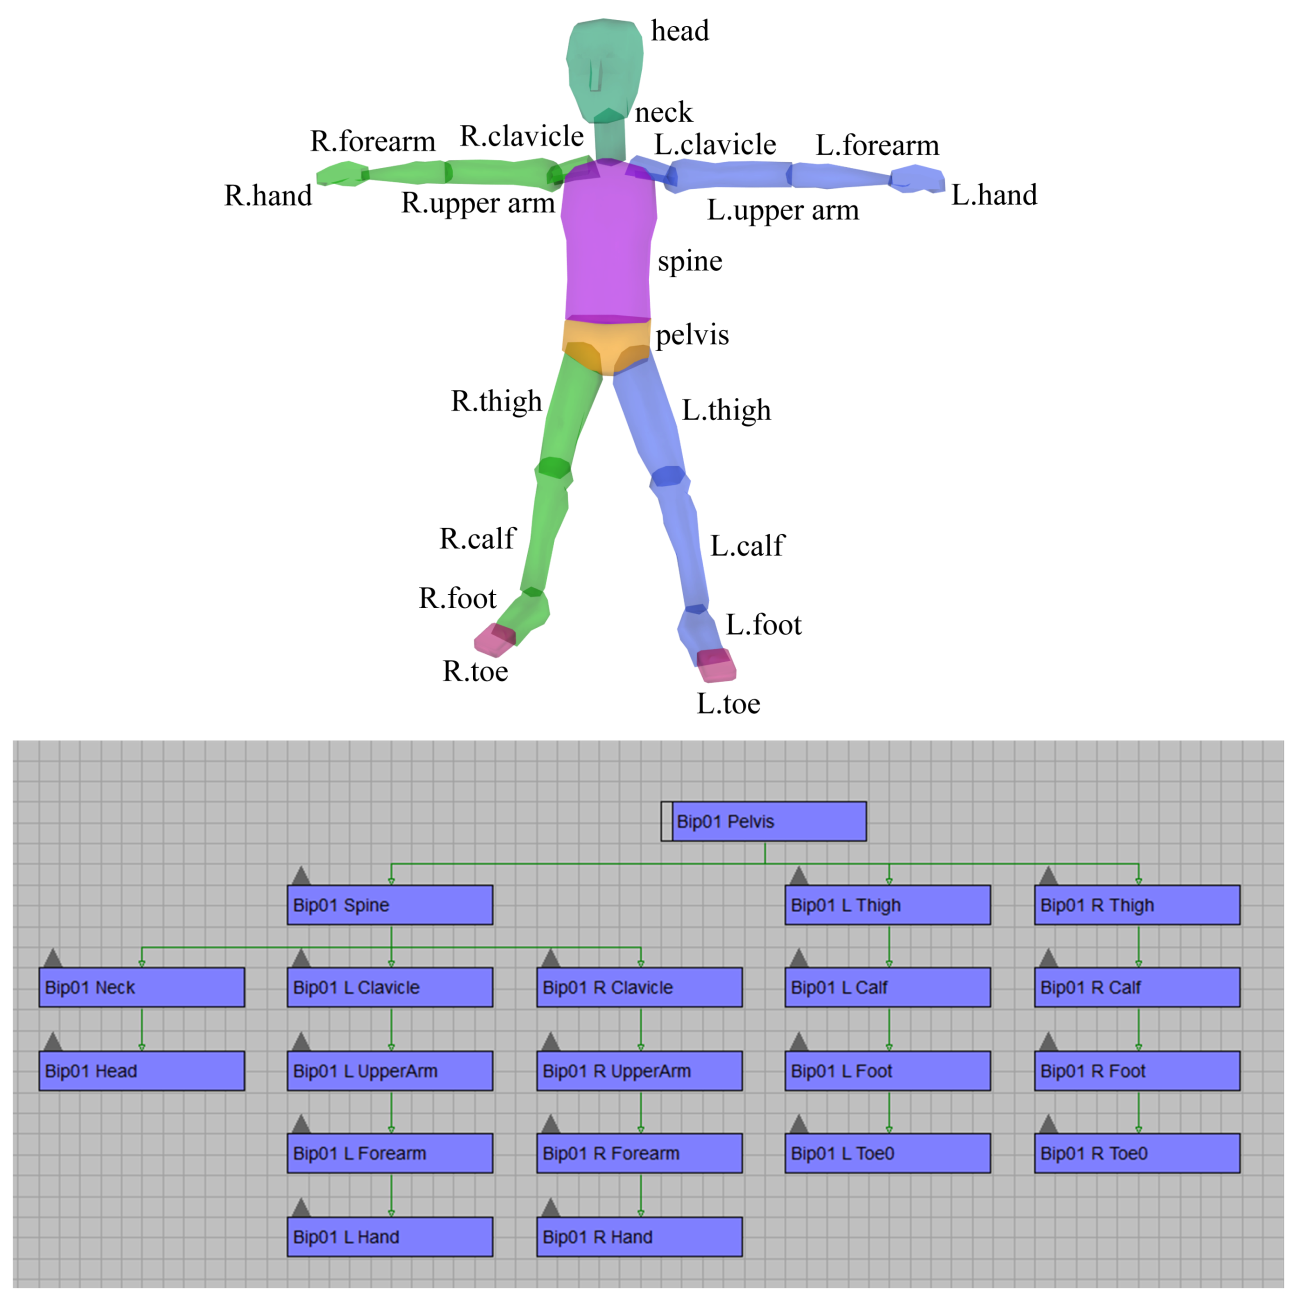 head
neck
R.forearm
R.clavicle
L.clavicle
L.forearm
R.hand
R.upper arm
L.upper arm
L.hand
spine
pelvis
R.thigh
L.thigh
R.calf
L.calf
R.foot
L.foot
R.toe
L.toe
Bip01 Pelvis
Bip01 Spine
Bip01 L Thigh
Bip01 R Thigh
Bip01 Neck
Bip01 L Clavicle
Bip01 R Clavicle
Bip01 L Calf
Bip01 R Calf
Bip01 Head
Bip01 L UpperArm
Bip01 R UpperArm
Bip01 L Foot
Bip01 R Foot
Bip01 L Forearm
Bip01 R Forearm
Bip01 L Toe0
Bip01 R Toe0
Bip01 L Hand
Bip01 R Hand